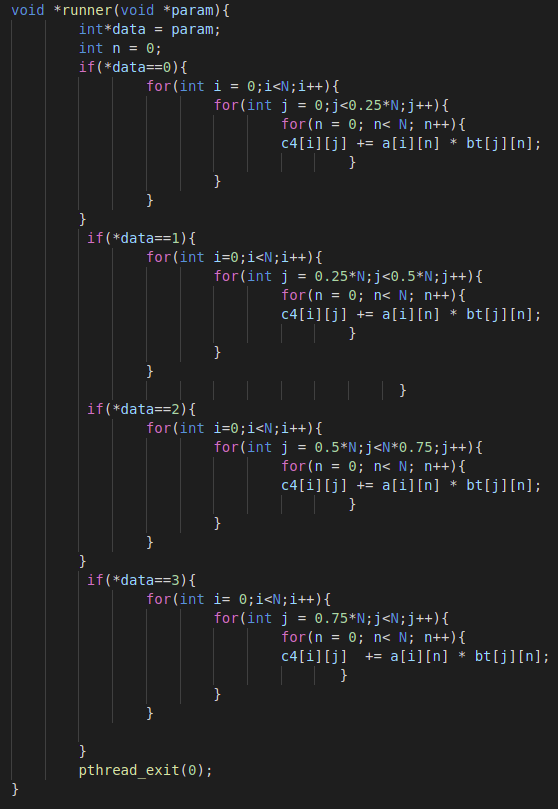 void *runner(void *param){
        int*data = param;
        int n = 0;
        if(*data==0){
                for(int i = 0;i<N;i++){
                        for(int j = 0;j<0.25*N;j++){
                                for(n = 0; n< N; n++){
                                c4[i][j] += a[i][n] * bt[j][n];
                                        }
                        }
                }
        }
         if(*data==1){
                for(int i=0;i<N;i++){
                        for(int j = 0.25*N;j<0.5*N;j++){
                                for(n = 0; n< N; n++){
                                c4[i][j] += a[i][n] * bt[j][n];
                                        }
                        }
                }
                                              }
         if(*data==2){
                for(int i=0;i<N;i++){
                        for(int j = 0.5*N;j<N*0.75;j++){
                                for(n = 0; n< N; n++){
                                c4[i][j] += a[i][n] * bt[j][n];
                                        }
                        }
                }
        }
         if(*data==3){
                for(int i= 0;i<N;i++){
                        for(int j = 0.75*N;j<N;j++){
                                for(n = 0; n< N; n++){
                                c4[i][j]  += a[i][n] * bt[j][n];
                                       }
                        }
                }

        }
        pthread_exit(0);
}